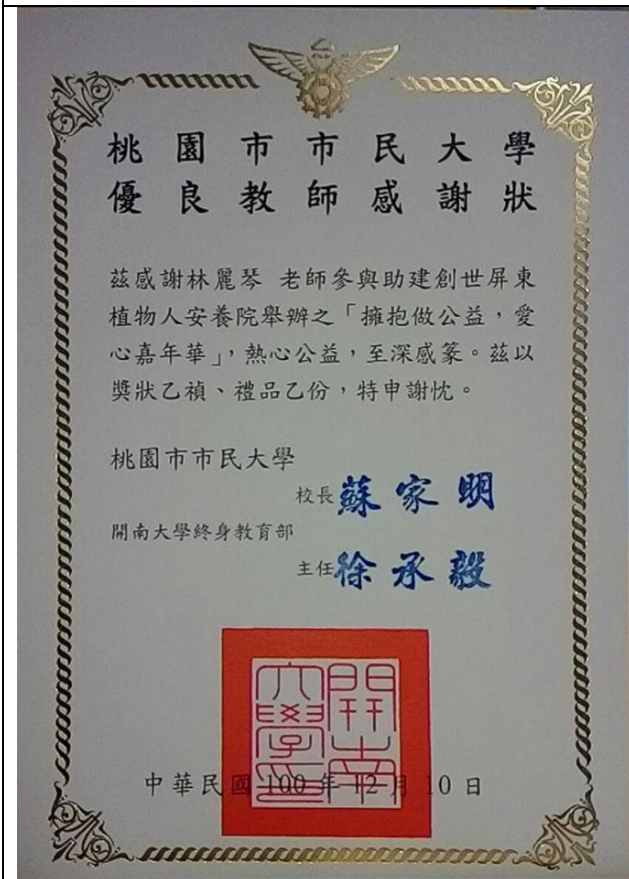 桃園市市民大學
優良教師感謝狀
茲感謝林麗琴 老師參與助建創世屏東
植物人安養院舉辦之「擁抱做公益，愛
心嘉年華」，熱心公益，至深感篆。茲以
獎狀乙禎、禮品乙份，特申謝忱。
桃園市市民大學
校長蘇家明
開南大學終身教育部
主任徐承毅
開南大學印
中華民國100年12月10日